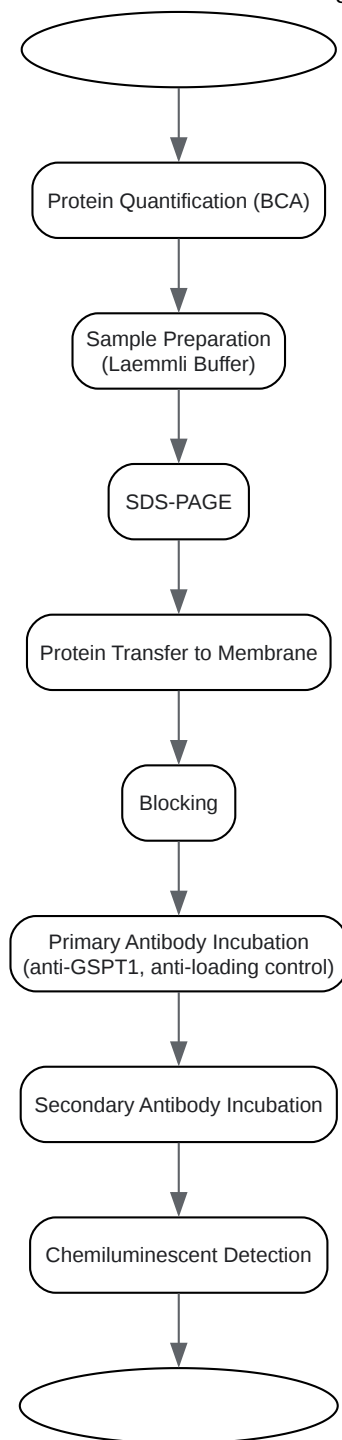 Protein Quantification (BCA)
Sample Preparation
(Laemmli Buffer)
SDS-PAGE
Protein Transfer to Membrane
Blocking
Primary Antibody Incubation
(anti-GSPT1, anti-loading control)
Secondary Antibody Incubation
Chemiluminescent Detection